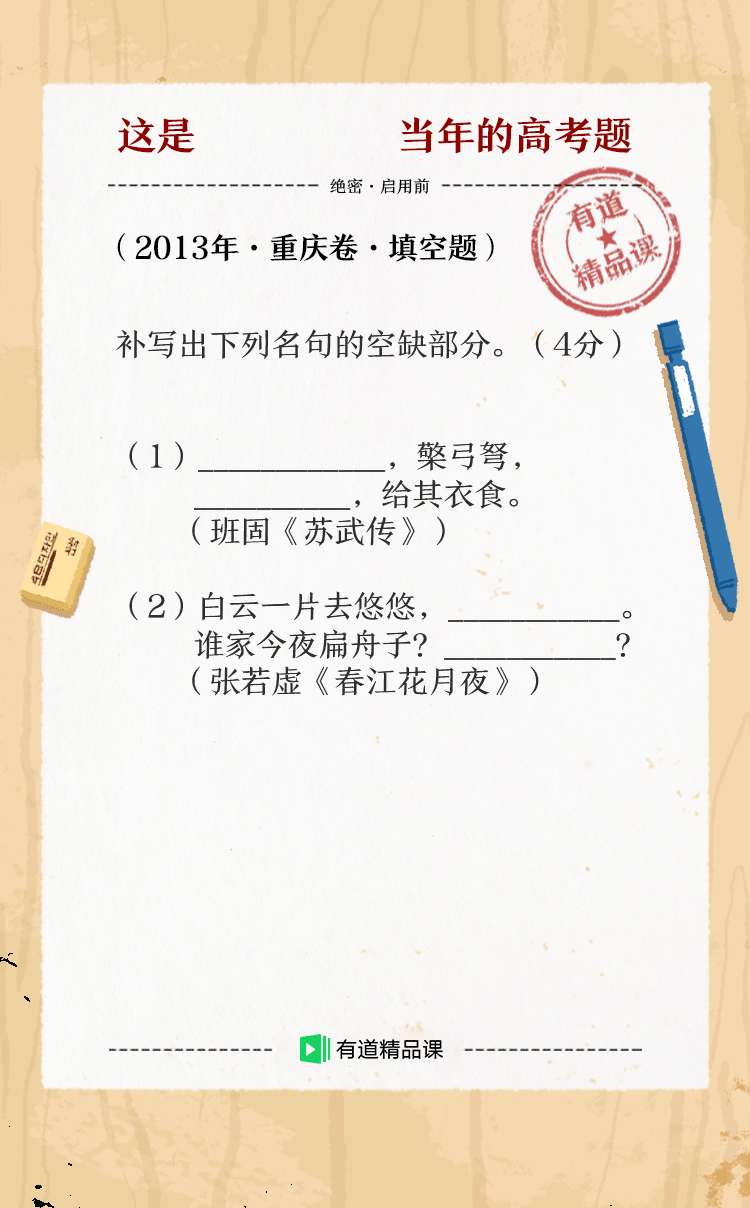 这是 当年的高考题
绝密·启用前
有道
精品课
（2013年·重庆卷·填空题）
补写出下列名句的空缺部分。（4分）
（1）____________，檠弓弩，
__________，给其衣食。
（班固《苏武传》）
（2）白云一片去悠悠，___________。
谁家今夜扁舟子？___________？
（张若虚《春江花月夜》）
有道精品课